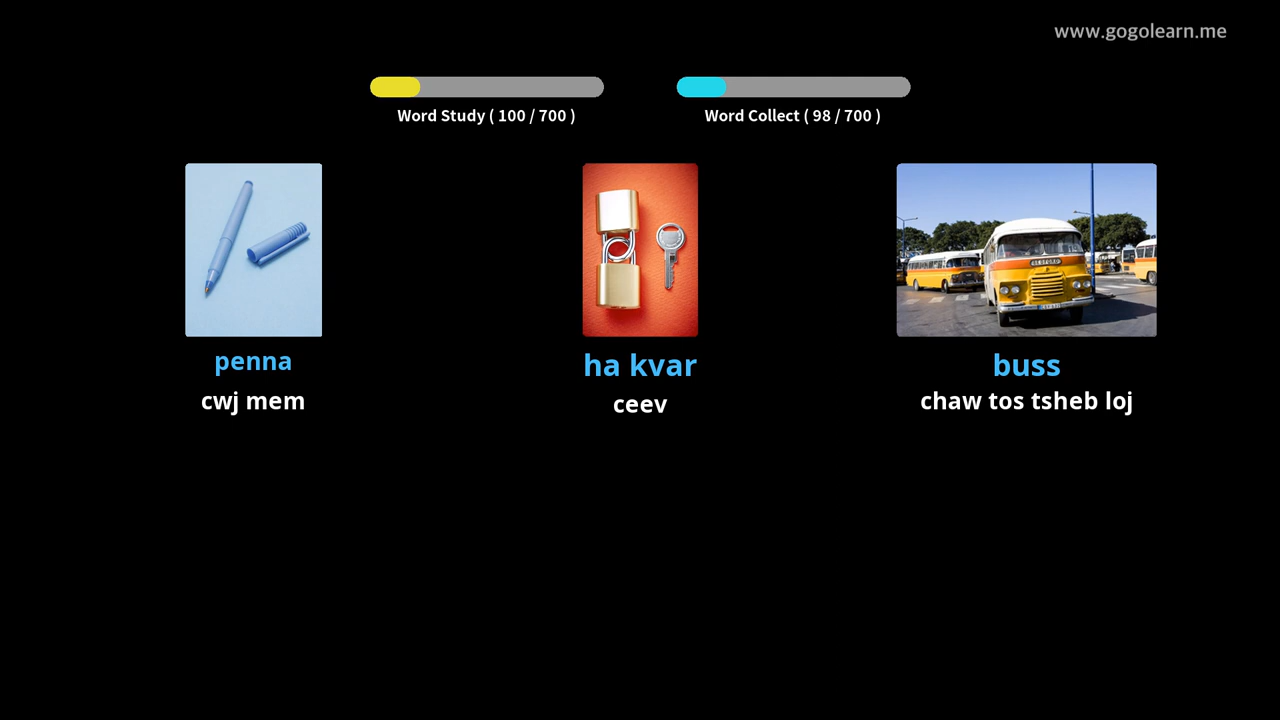 www.gogolearn.me
Word Study ( 100 / 700 )
Word Collect ( 98 / 700 )
penna
ha kvar
buss
cwj mem
ceev
chaw tos tsheb loj